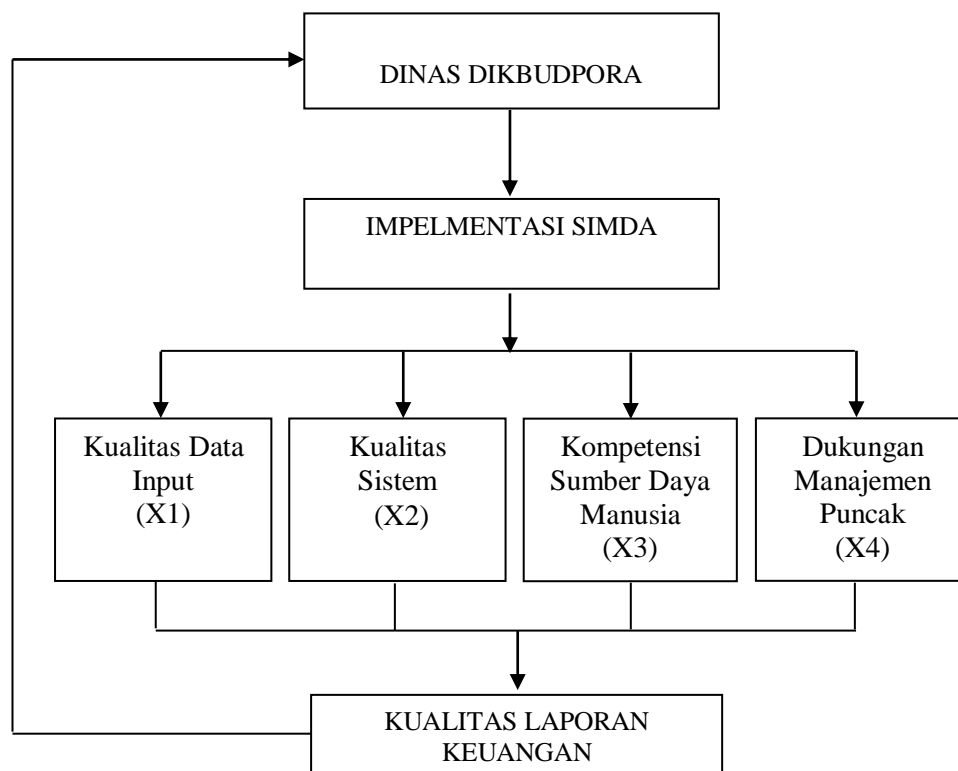 DINAS DIKBUDPORA
IMPELMENTASI SIMDA
Kualitas Data
Input
(X1)
Kualitas
Sistem
(X2)
Kompetensi
Sumber Daya
Manusia
(X3)
Dukungan
Manajemen
Puncak
(X4)
KUALITAS LAPORAN
KEUANGAN